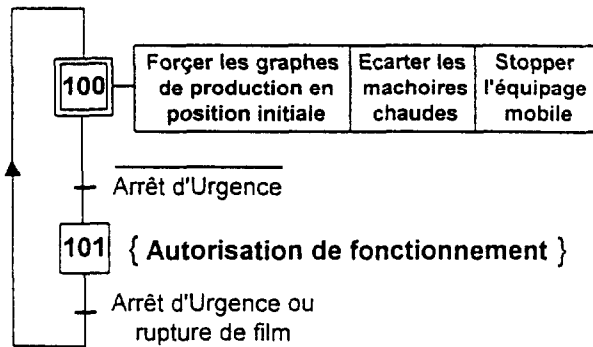 100
Forçer les graphes
de production en
position initiale
Ecarter les
machoires
chaudes
Stopper
l'équipage
mobile
Arrêt d'Urgence
101
{ Autorisation de fonctionnement }
Arrêt d'Urgence ou
rupture de film